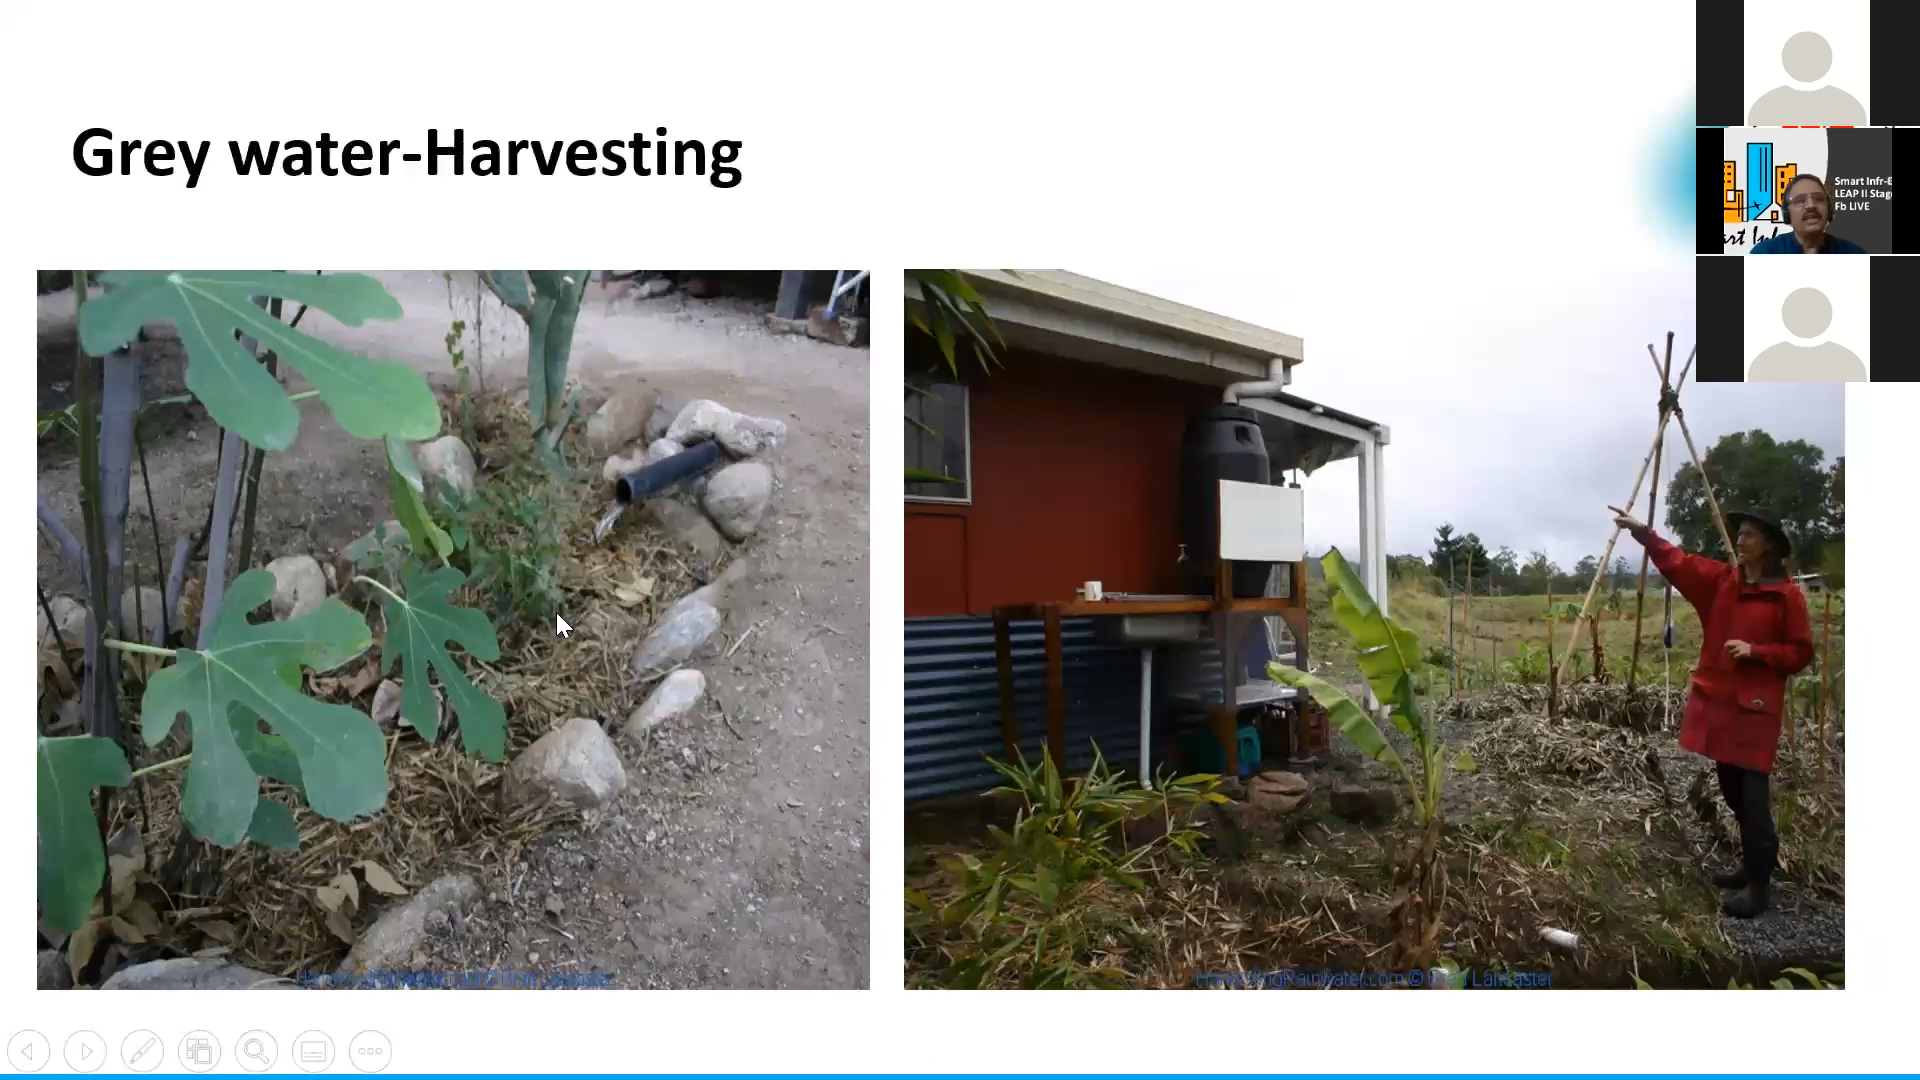 Grey water-Harvesting
Smart Infr-E
LEAP II Stag
Fb LIVE
HarvestingRainwater.com © Brad Lancaster